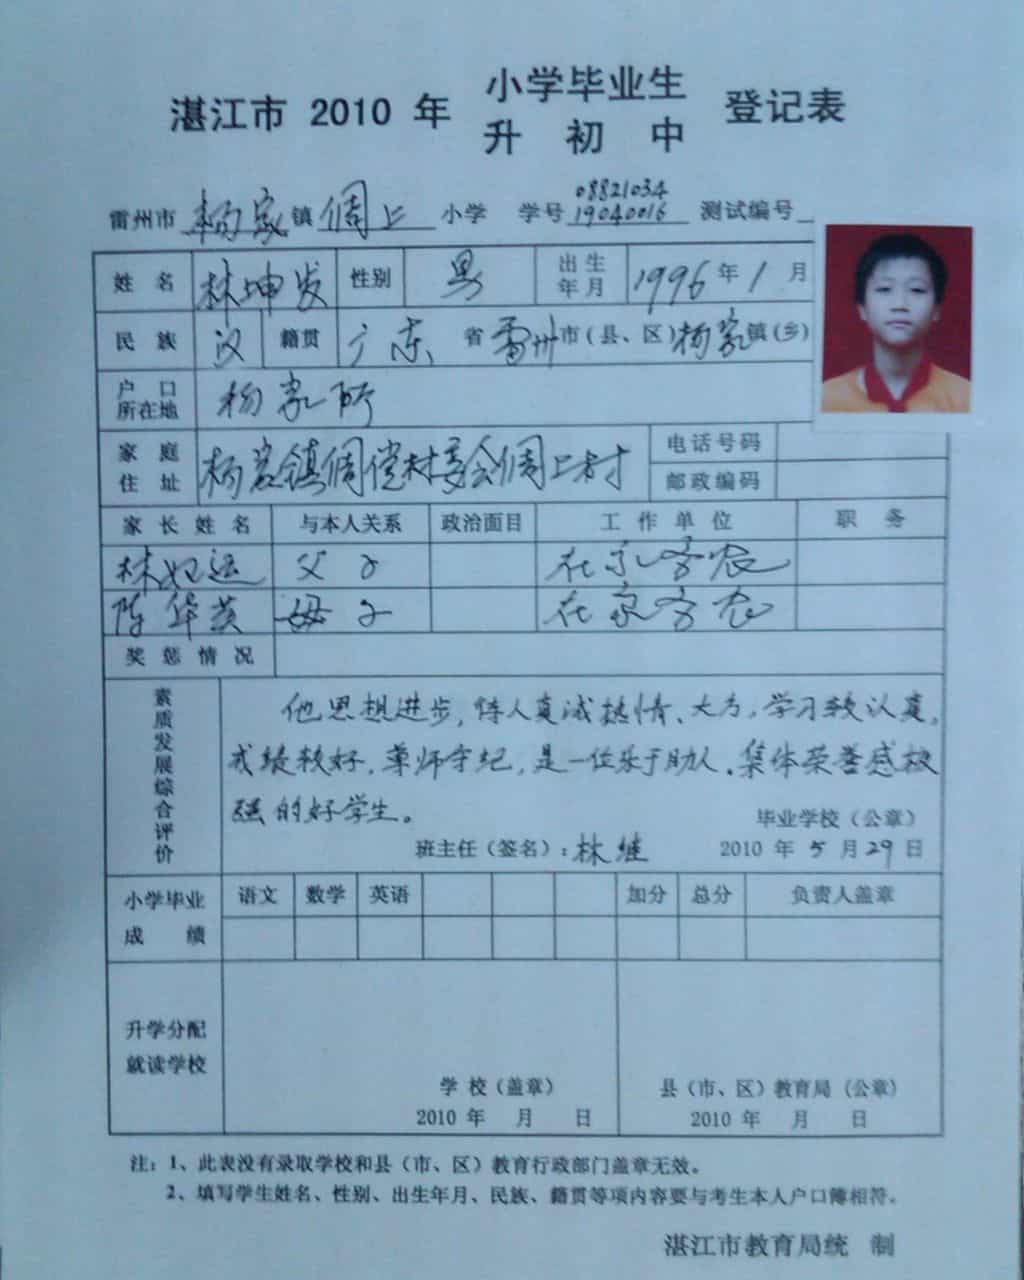 湛江市 2010 年 小学毕业生 登记表
升 初 中
08821034
雷州市 杨家 镇 倜上 小学 学号 19040016 测试编号
姓 名 林坤发 性别 男 出生年月 1996 年 1 月
民 族 汉 籍贯 广东 省 雷州 市(县、区) 杨家 镇(乡)
户 口 所在地 杨家所
家 庭 住 址 杨家镇倜偿村委会倜上村 电话号码
邮政编码
家 长 姓 名 与本人关系 政治面目 工 作 单 位 职 务
林 父子 在家务农
陈华英 母子 在家务农
奖 惩 情 况
素质发展综合评价
他思想进步,待人真诚热情、大方,学习较认真,
成绩较好,尊师守纪,是一位乐于助人、集体荣誉感极
强的好学生。
毕业学校（公章）
班主任（签名）: 林继 2010 年 5 月 29 日
小学毕业 语文 数学 英语 加分 总分 负责人盖章
成 绩
升学分配
就读学校
学 校（盖章） 县（市、区）教育局（公章）
2010 年 月 日 2010 年 月 日
注: 1、此表没有录取学校和县（市、区）教育行政部门盖章无效。
2、填写学生姓名、性别、出生年月、民族、籍贯等项内容要与考生本人户口簿相符。
湛江市教育局统 制